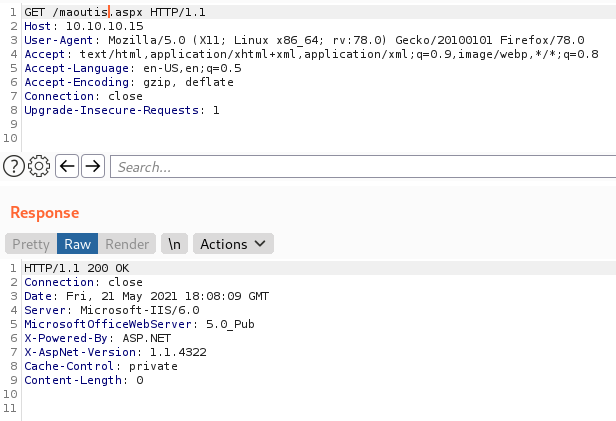 1 GET /maoutis.aspx HTTP/1.1
2 Host: 10.10.10.15
3 User-Agent: Mozilla/5.0 (X11; Linux x86_64; rv:78.0) Gecko/20100101 Firefox/78.0
4 Accept: text/html,application/xhtml+xml,application/xml;q=0.9,image/webp,*/*;q=0.8
5 Accept-Language: en-US,en;q=0.5
6 Accept-Encoding: gzip, deflate
7 Connection: close
8 Upgrade-Insecure-Requests: 1
9
10
Search...
Response
Pretty Raw Render \n Actions
1 HTTP/1.1 200 OK
2 Connection: close
3 Date: Fri, 21 May 2021 18:08:09 GMT
4 Server: Microsoft-IIS/6.0
5 MicrosoftOfficeWebServer: 5.0_Pub
6 X-Powered-By: ASP.NET
7 X-AspNet-Version: 1.1.4322
8 Cache-Control: private
9 Content-Length: 0
10
11